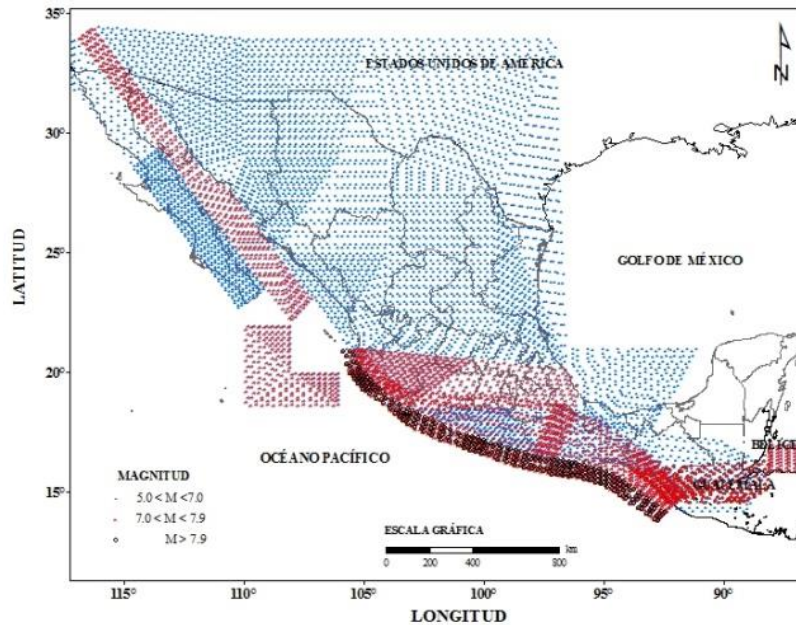 35°
30°
25°
20°
15°
LATITUD
ESTADOS UNIDOS DE AMÉRICA
N
GOLFO DE MÉXICO
OCÉANO PACÍFICO
MAGNITUD
5.0 < M <7.0
7.0 < M < 7.9
M > 7.9
ESCALA GRÁFICA
km
0 200 400 800
115° 110° 105° 100° 95° 90°
LONGITUD